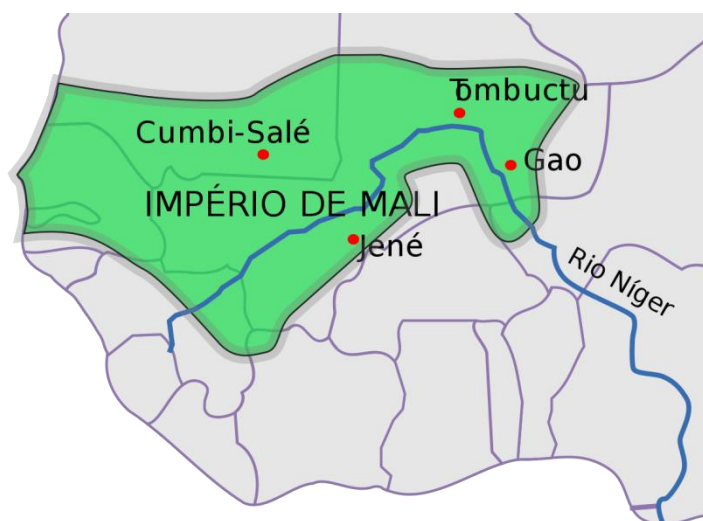 Tombuctu
Cumbi-Salé
Gao
IMPÉRIO DE MALI
Jené
Rio Níger